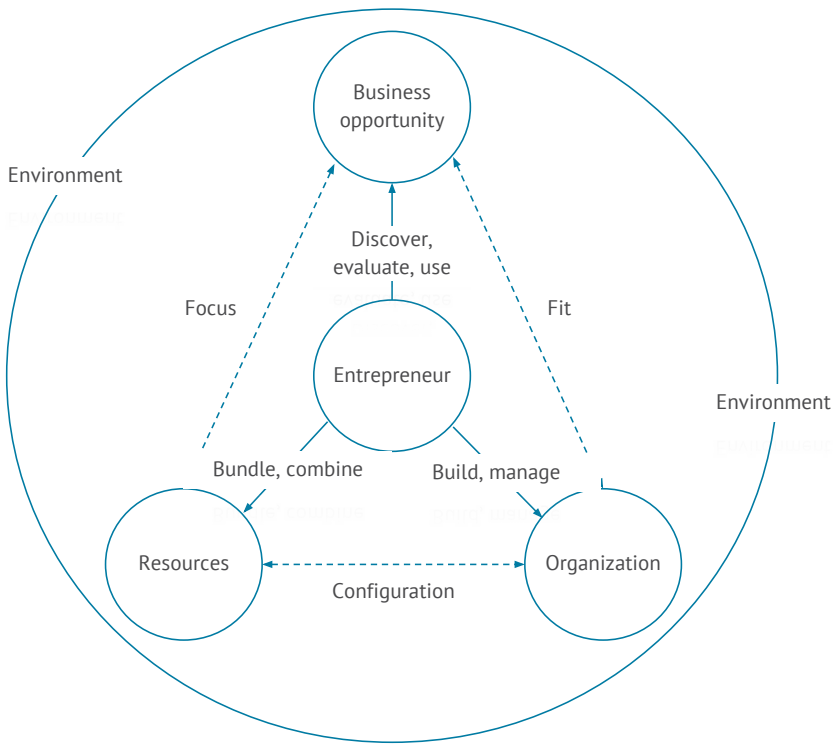 Business
opportunity
Environment
Discover,
evaluate, use
Focus
Fit
Entrepreneur
Environment
Bundle, combine
Build, manage
Resources
Organization
Configuration